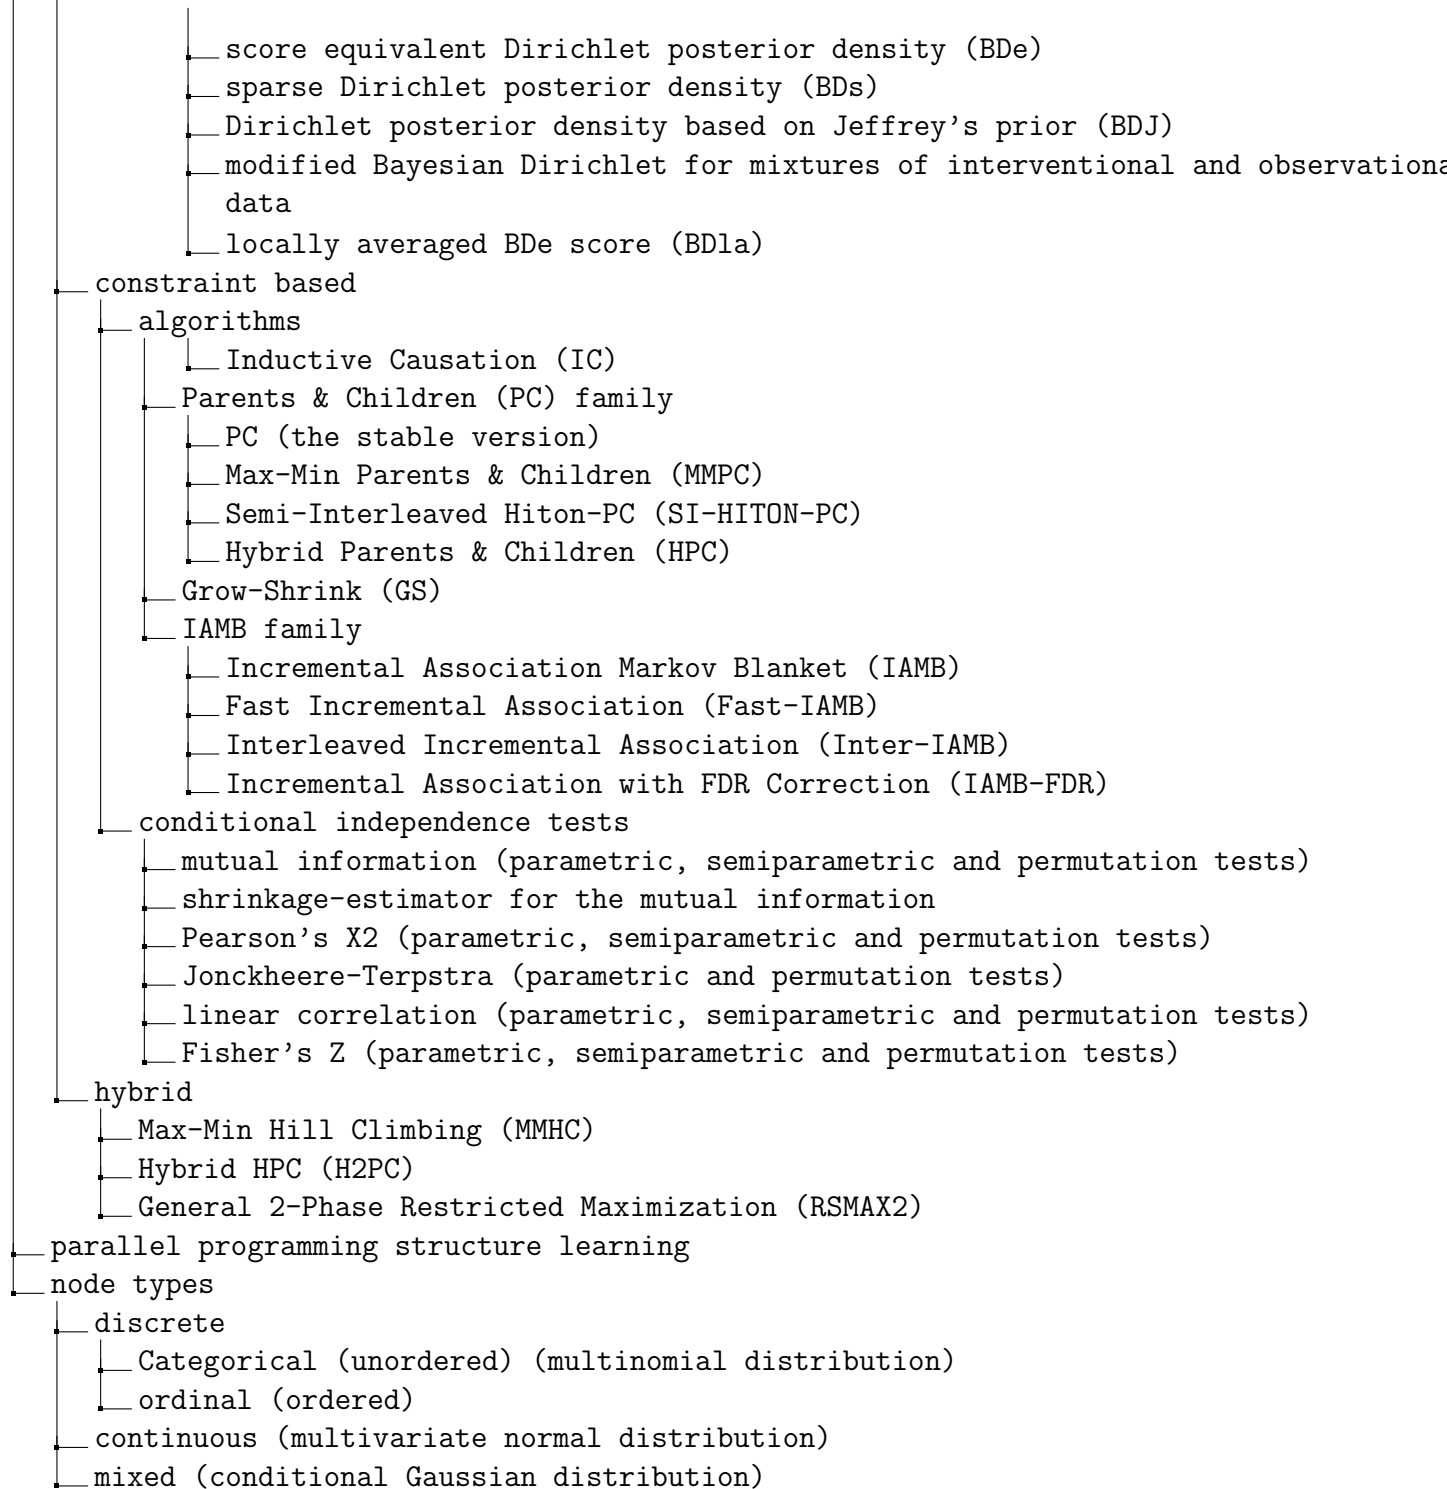 score equivalent Dirichlet posterior density (BDe)
sparse Dirichlet posterior density (BDs)
Dirichlet posterior density based on Jeffrey's prior (BDJ)
modified Bayesian Dirichlet for mixtures of interventional and observationa
data
locally averaged BDe score (BDla)
constraint based
algorithms
Inductive Causation (IC)
Parents & Children (PC) family
PC (the stable version)
Max-Min Parents & Children (MMPC)
Semi-Interleaved Hiton-PC (SI-HITON-PC)
Hybrid Parents & Children (HPC)
Grow-Shrink (GS)
IAMB family
Incremental Association Markov Blanket (IAMB)
Fast Incremental Association (Fast-IAMB)
Interleaved Incremental Association (Inter-IAMB)
Incremental Association with FDR Correction (IAMB-FDR)
conditional independence tests
mutual information (parametric, semiparametric and permutation tests)
shrinkage-estimator for the mutual information
Pearson's X2 (parametric, semiparametric and permutation tests)
Jonckheere-Terpstra (parametric and permutation tests)
linear correlation (parametric, semiparametric and permutation tests)
Fisher's Z (parametric, semiparametric and permutation tests)
hybrid
Max-Min Hill Climbing (MMHC)
Hybrid HPC (H2PC)
General 2-Phase Restricted Maximization (RSMAX2)
parallel programming structure learning
node types
discrete
Categorical (unordered) (multinomial distribution)
ordinal (ordered)
continuous (multivariate normal distribution)
mixed (conditional Gaussian distribution)